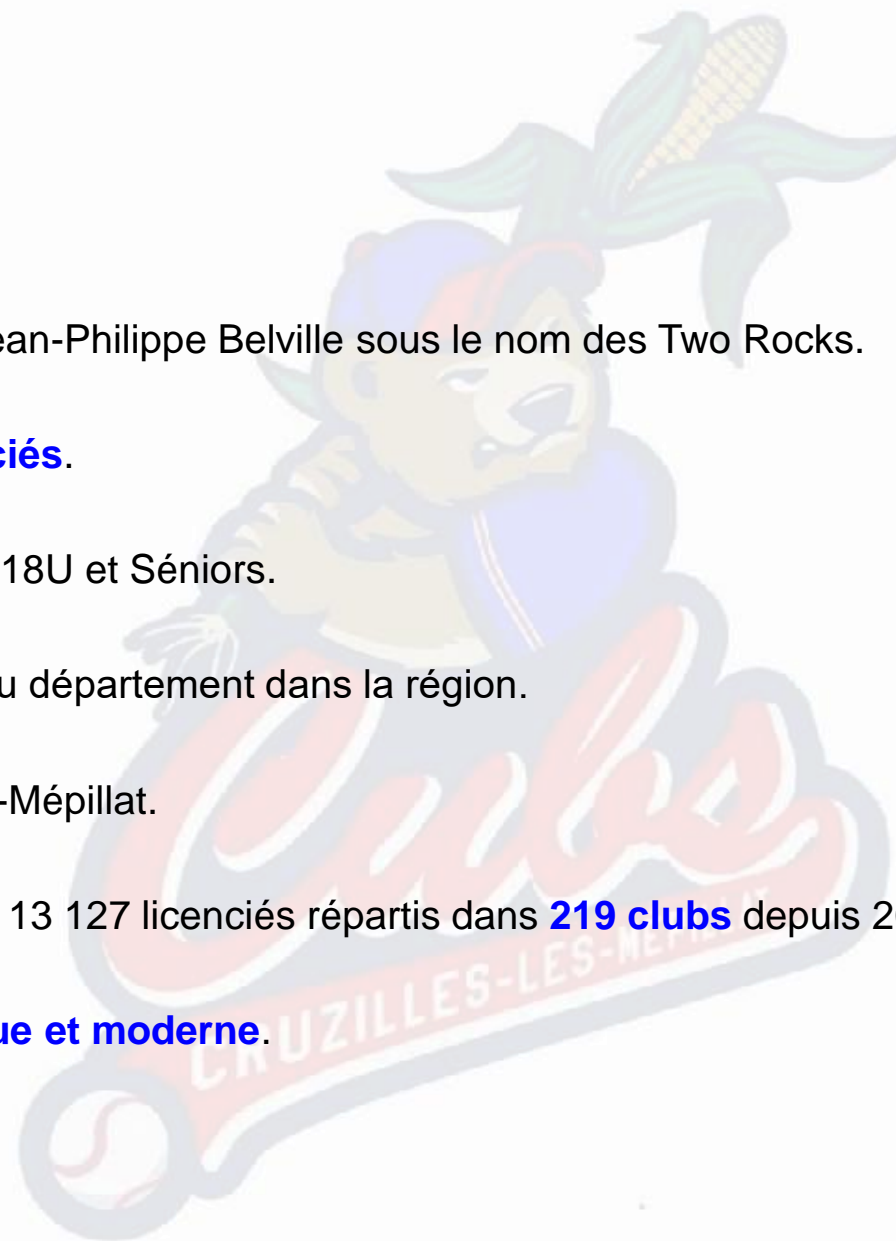 ean-Philippe Belville sous le nom des Two Rocks.
ciés.
18U et Séniors.
u département dans la région.
-Mépillat.
13 127 licenciés répartis dans 219 clubs depuis 2
ue et moderne.
Cubs
CRUZILLES-LES-MÉPILLAT